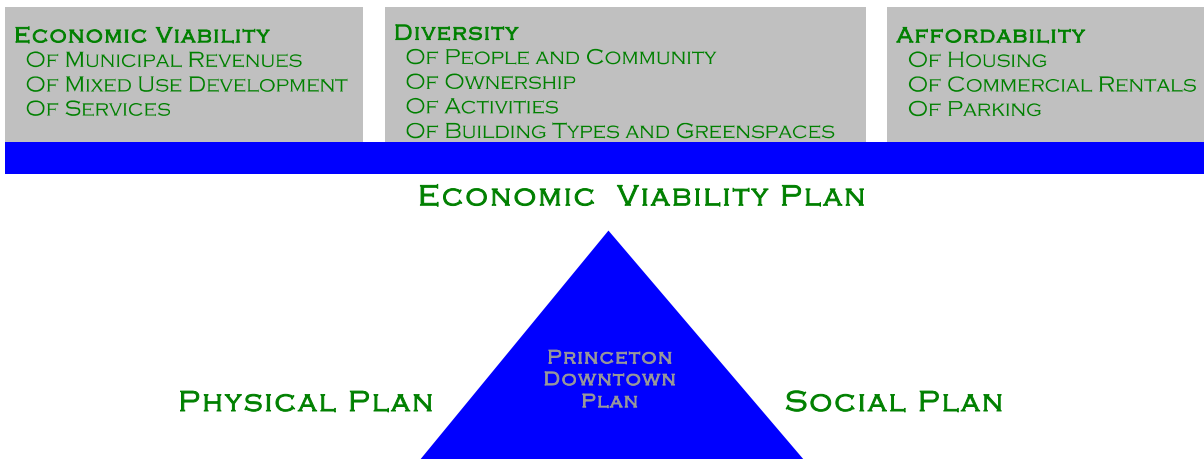 Economic Viability
Of Municipal Revenues
Of Mixed Use Development
Of Services
Diversity
Of People and Community
Of Ownership
Of Activities
Of Building Types and Greenspaces
Affordability
Of Housing
Of Commercial Rentals
Of Parking
Economic Viability Plan
Princeton
Downtown
Plan
Physical Plan
Social Plan